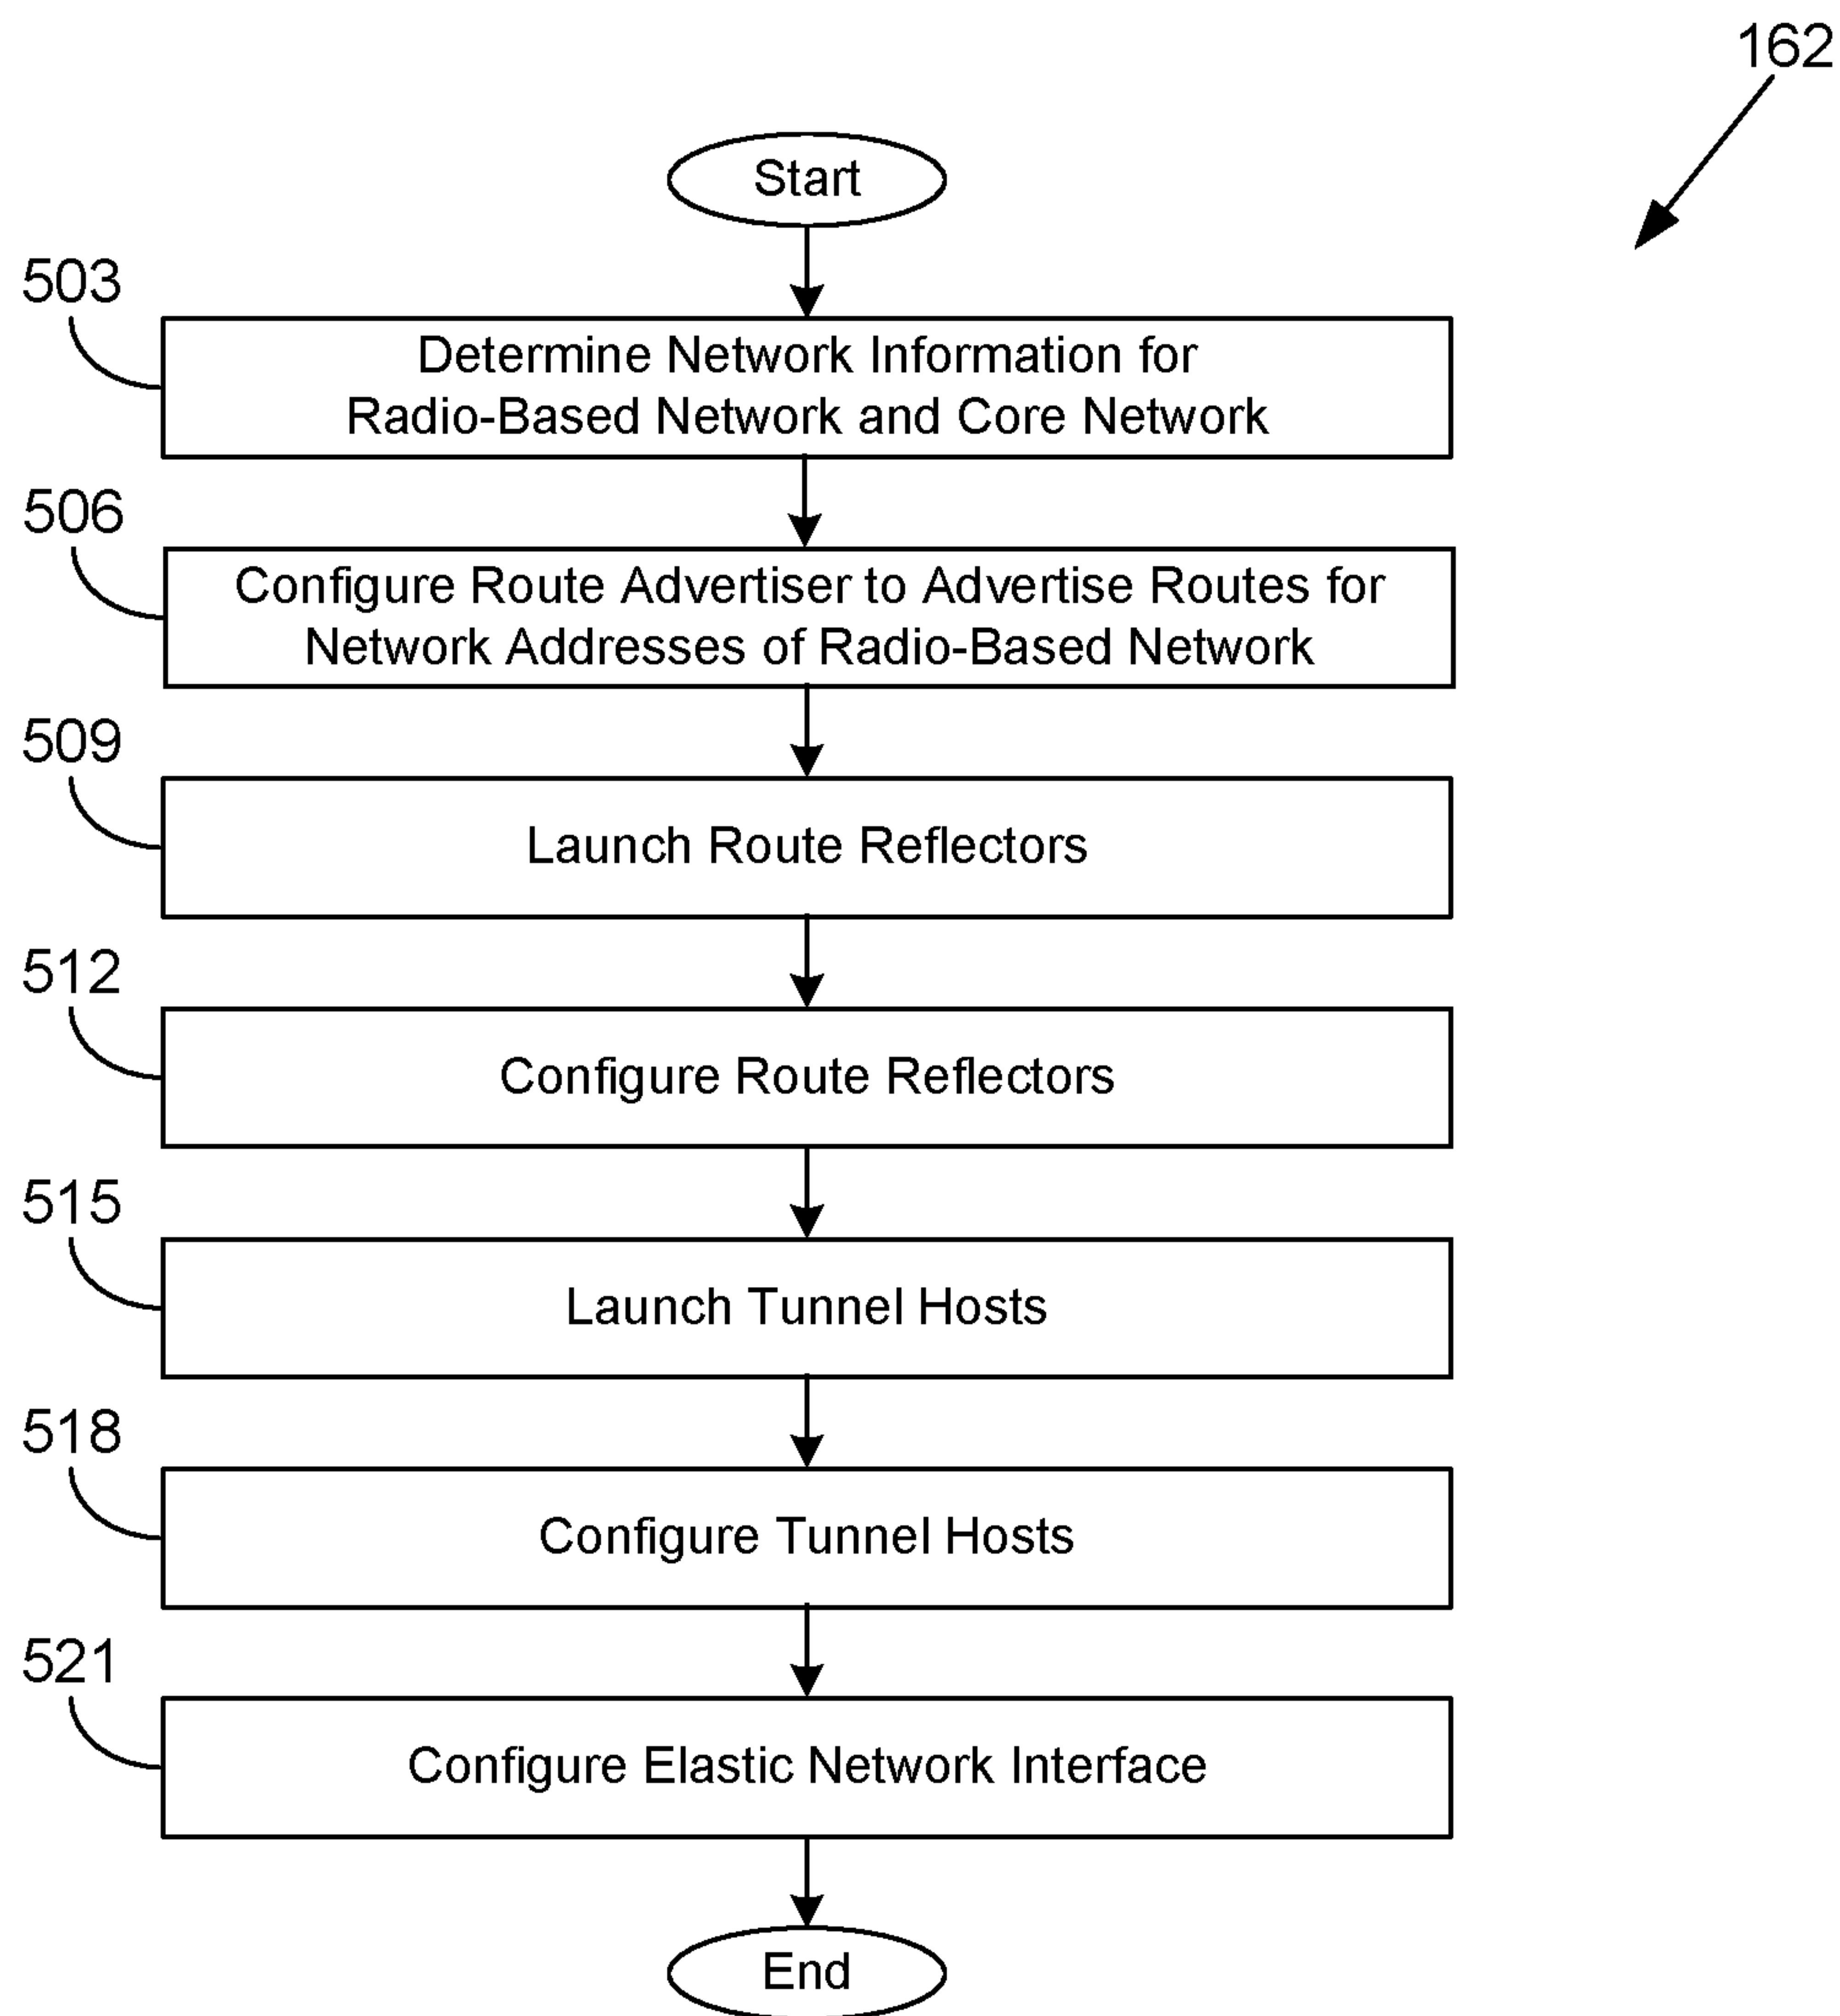 162
Start
503
Determine Network Information for
Radio-Based Network and Core Network
506
Configure Route Advertiser to Advertise Routes for
Network Addresses of Radio-Based Network
509
Launch Route Reflectors
512
Configure Route Reflectors
515
Launch Tunnel Hosts
518
Configure Tunnel Hosts
521
Configure Elastic Network Interface
End